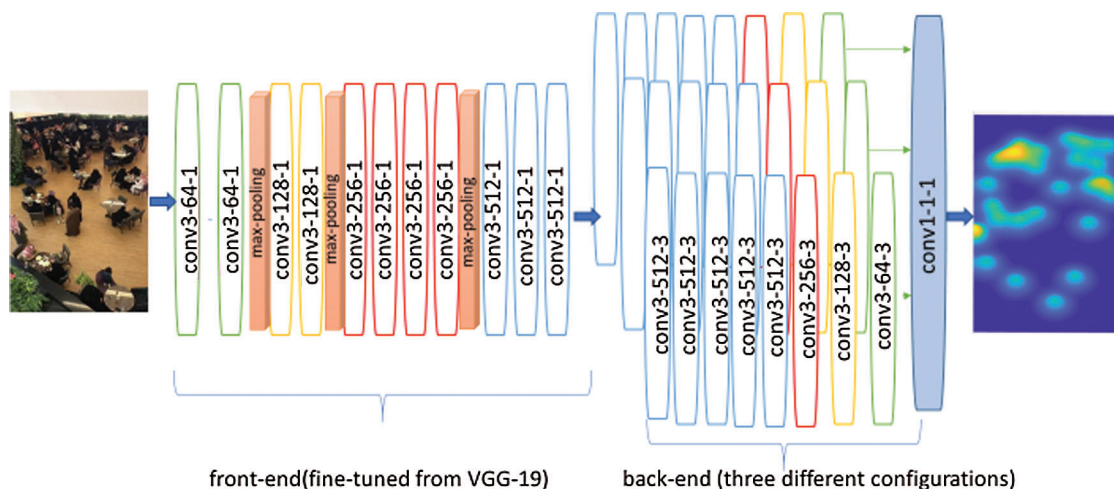 conv3-64-1
conv3-64-1
max-pooling
conv3-128-1
conv3-128-1
max-pooling
conv3-256-1
conv3-256-1
conv3-256-1
conv3-256-1
max-pooling
conv3-512-1
conv3-512-1
conv3-512-1
conv3-512-3
conv3-512-3
conv3-512-3
conv3-512-3
conv3-512-3
conv3-256-3
conv3-128-3
conv3-64-3
conv1-1-1
front-end(fine-tuned from VGG-19)
back-end (three different configurations)